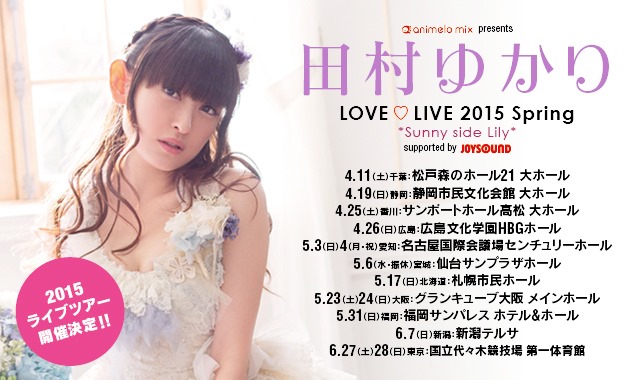 animelo mix presents
田村ゆかり
LOVE♡LIVE 2015 Spring
*Sunny side Lily*
supported by JOYSOUND
4.11(土)千葉:松戸森のホール21 大ホール
4.19(日)静岡:静岡市民文化会館 大ホール
4.25(土)香川:サンポートホール高松 大ホール
4.26(日)広島:広島文化学園HBGホール
5.3(日)4(月・祝)愛知:名古屋国際会議場センチュリーホール
5.6(水・振休)宮城:仙台サンプラザホール
5.17(日)北海道:札幌市民ホール
5.23(土)24(日)大阪:グランキューブ大阪 メインホール
5.31(日)福岡:福岡サンパレス ホテル&ホール
6.7(日)新潟:新潟テルサ
6.27(土)28(日)東京:国立代々木競技場 第一体育館
2015
ライブツアー
開催決定!!